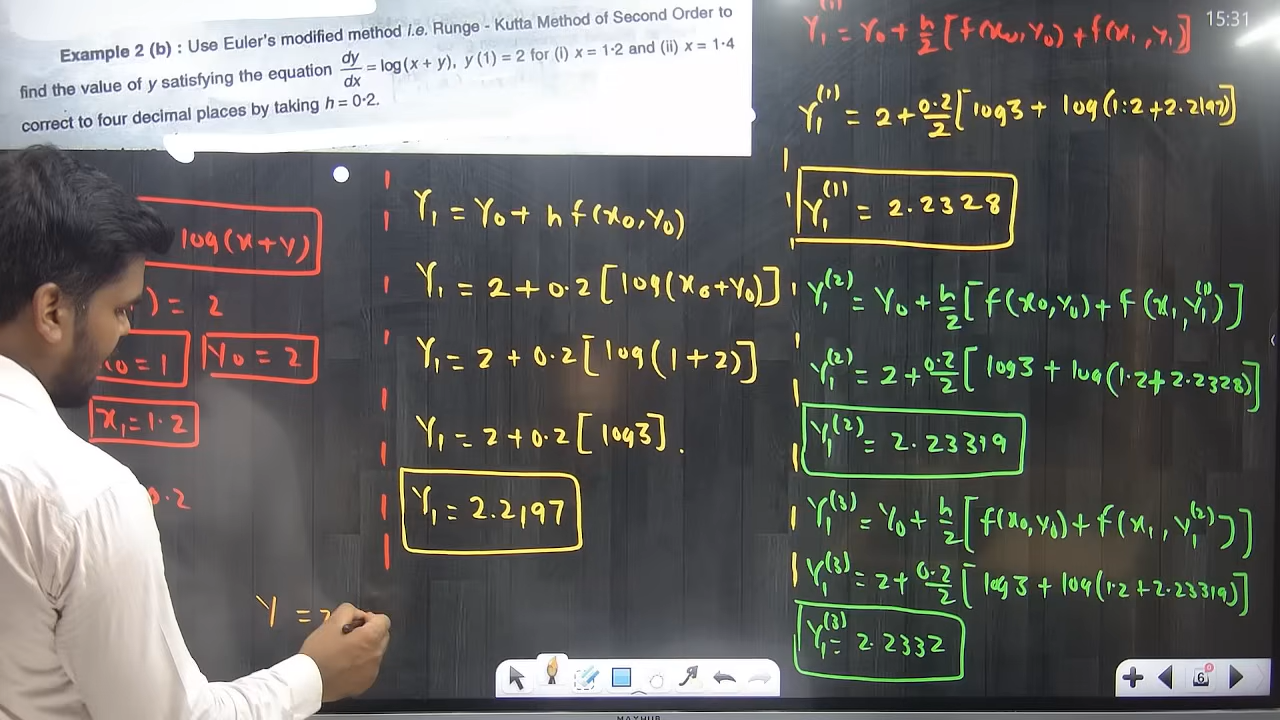 Example 2 (b) : Use Euler's modified method i.e. Runge - Kutta Method of Second Order to
find the value of y satisfying the equation dy/dx = log(x + y), y (1) = 2 for (i) x = 1·2 and (ii) x = 1·4
correct to four decimal places by taking h = 0·2.
log(x+y)
) = 2
x0 = 1 Y0 = 2
x1 = 1.2
0.2
Y =
Y1 = Y0 + h f(x0, Y0)
Y1 = 2 + 0.2 [log(x0+Y0)]
Y1 = 2 + 0.2 [log(1+2)]
Y1 = 2 + 0.2 [log3].
Y1 = 2.2197
15:31
Y1^(1) = Y0 + h/2 [f(x0, Y0) + f(x1, Y1)]
Y1^(1) = 2 + 0.2/2 [log3 + log(1.2+2.2197)]
Y1^(1) = 2.2328
Y1^(2) = Y0 + h/2 [f(x0, Y0) + f(x1, Y1^(1))]
Y1^(2) = 2 + 0.2/2 [log3 + log(1.2+2.2328)]
Y1^(2) = 2.23319
Y1^(3) = Y0 + h/2 [f(x0, Y0) + f(x1, Y1^(2))]
Y1^(3) = 2 + 0.2/2 [log3 + log(1.2+2.23319)]
Y1^(3) = 2.2332
6
MAXHUB